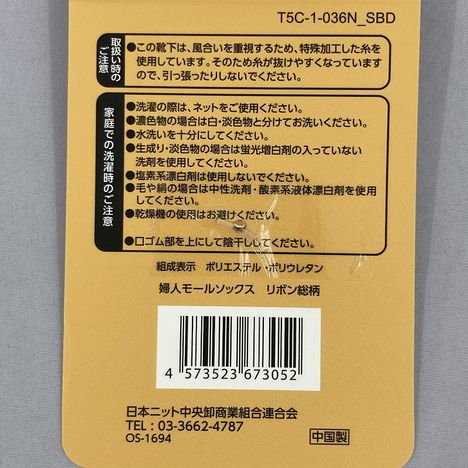 T5C-1-036N_SBD
取扱い時の
ご注意
●この靴下は、風合いを重視するため、特殊加工した糸を
使用しています。そのため糸が抜けやすくなっています
ので、引っ張ったりしないでください。
家庭での洗濯時のご注意
●洗濯の際は、ネットをご使用ください。
●濃色物の場合は白・淡色物と分けてお洗いください。
●水洗いを十分にしてください。
●生成り・淡色物の場合は蛍光増白剤の入っていない
洗剤を使用してください。
●塩素系漂白剤は使用しないでください。
●毛や絹の場合は中性洗剤・酸素系液体漂白剤を使用
してください。
●乾燥機の使用はお避けください。
●口ゴム部を上にして陰干ししてください。
組成表示 ポリエステル・ポリウレタン
婦人モールソックス リボン総柄
4 573523 673052
日本ニット中央卸商業組合連合会
TEL : 03-3662-4787
OS-1694
中国製